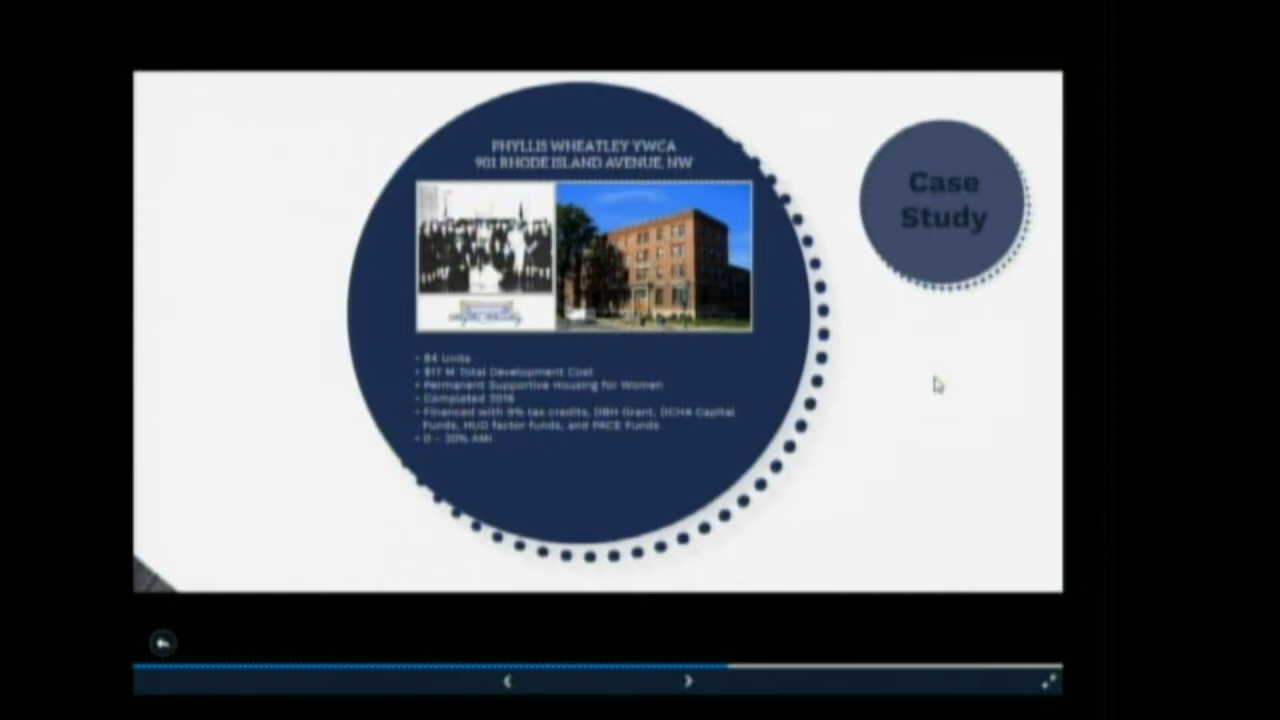 PHYLLIS WHEATLEY YWCA
901 RHODE ISLAND AVENUE, NW
Case
Study
• 84 Units
• $17 M Total Development Cost
• Permanent Supportive Housing for Women
• Completed 2016
• Financed with 9% tax credits, DBH Grant, DCHA Capital
Funds, HUD factor funds, and PACE Funds
• 0 - 30% AMI